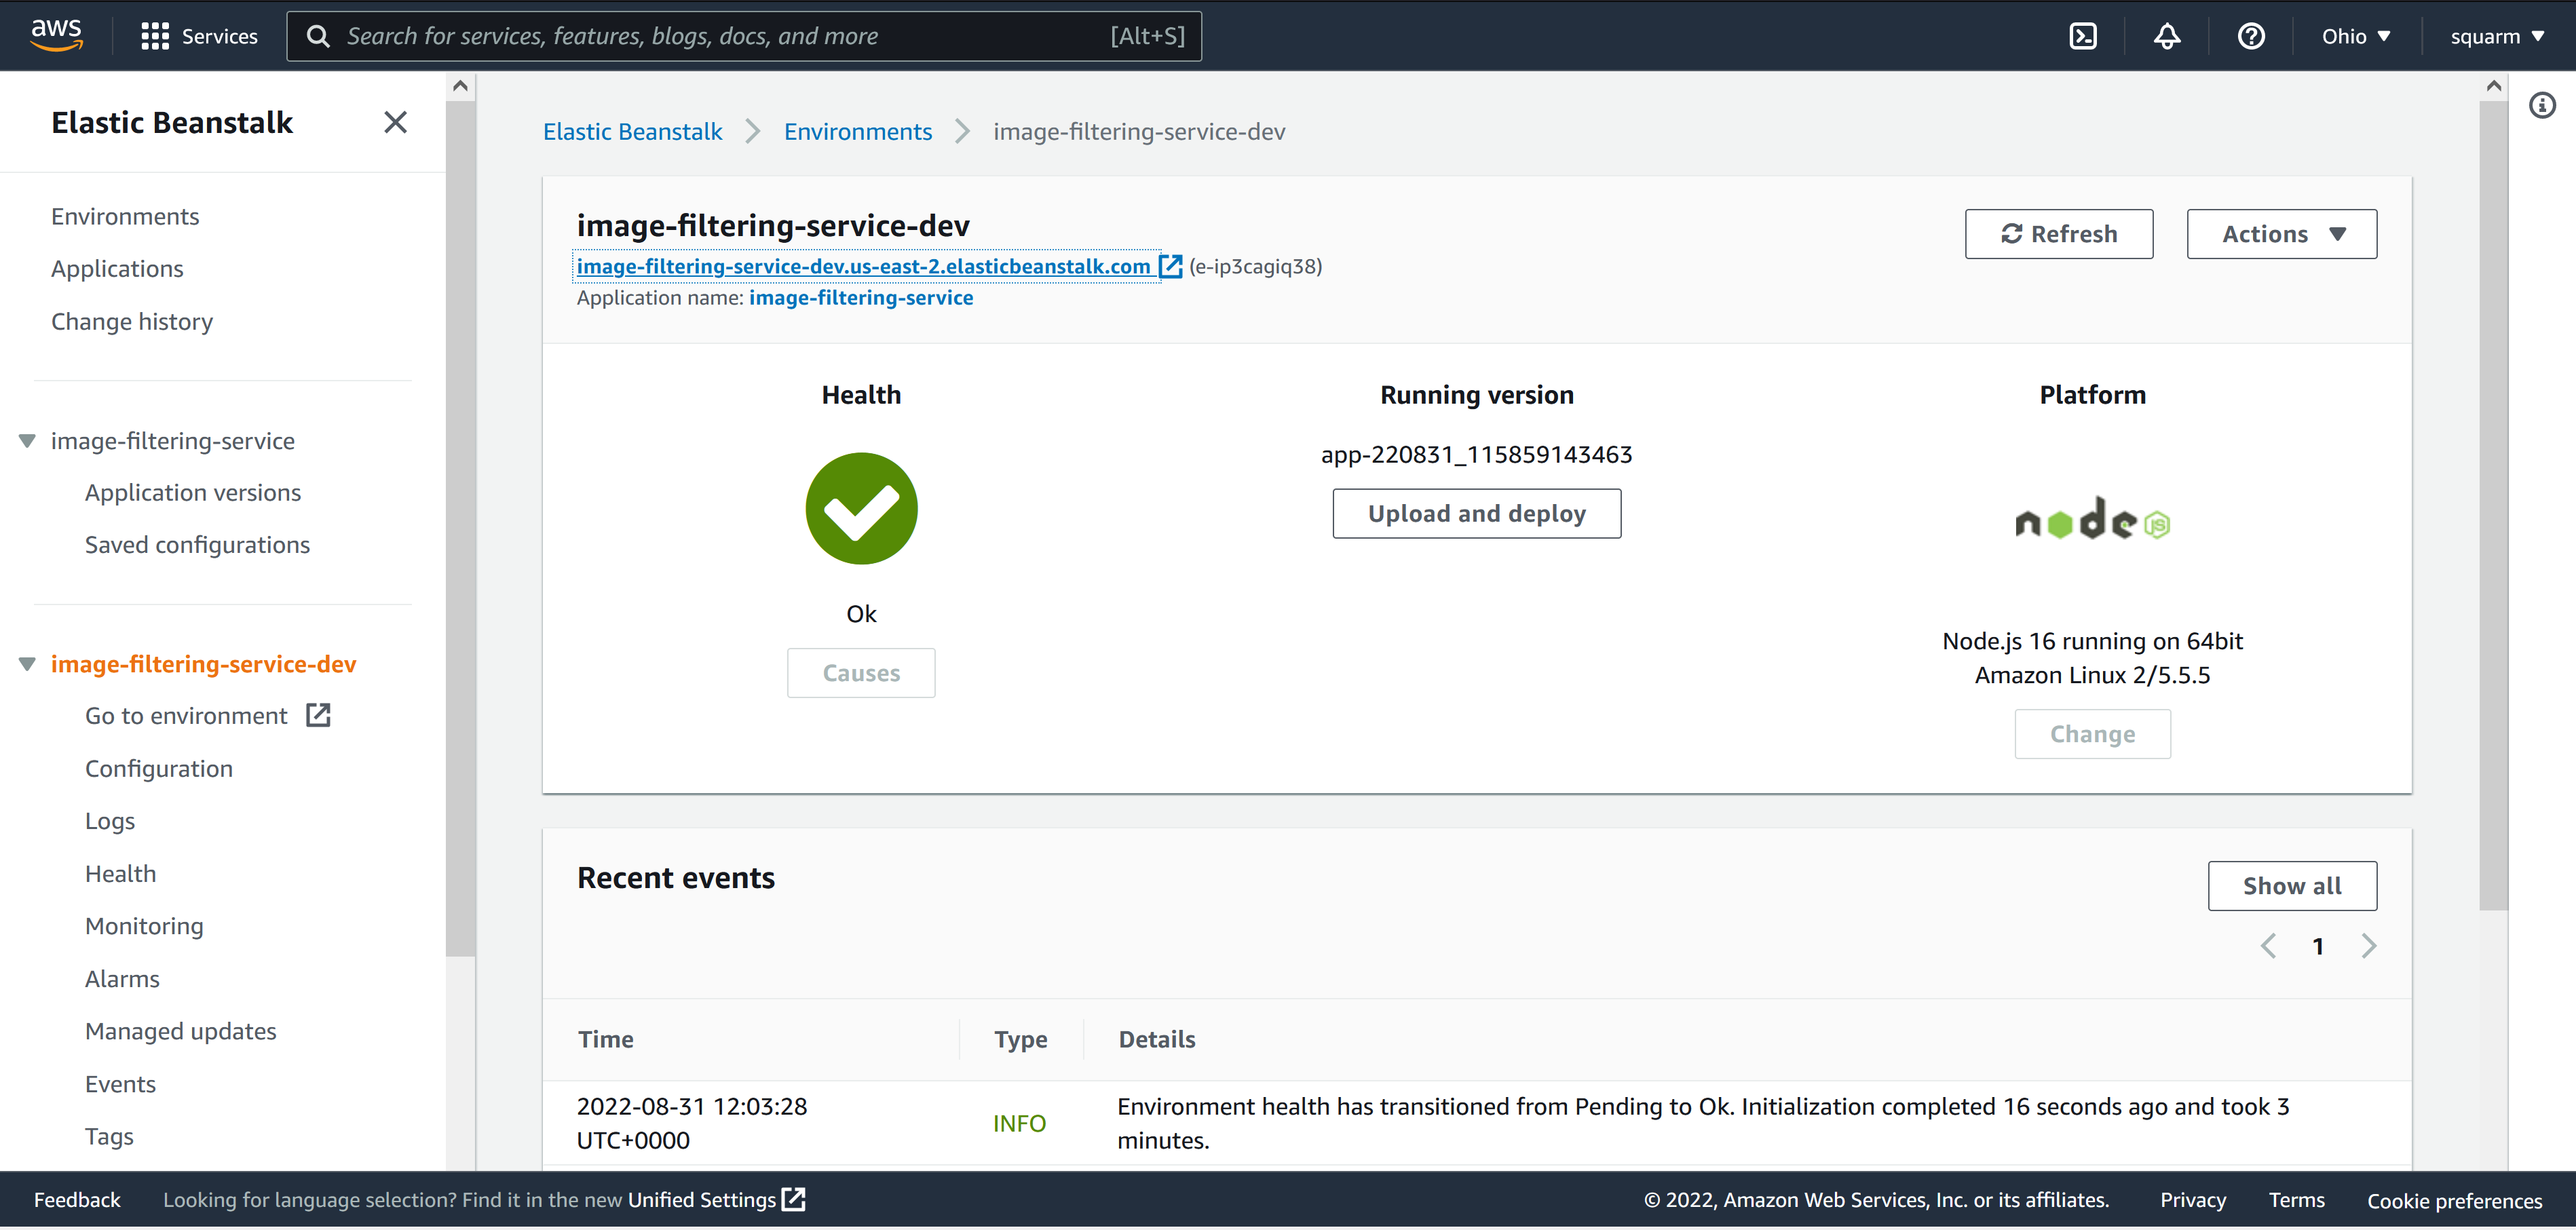 aws
Services
Search for services, features, blogs, docs, and more
[Alt+S]
Ohio
squarm
Elastic Beanstalk
Environments
Applications
Change history
image-filtering-service
Application versions
Saved configurations
image-filtering-service-dev
Go to environment
Configuration
Logs
Health
Monitoring
Alarms
Managed updates
Events
Tags
Elastic Beanstalk
Environments
image-filtering-service-dev
image-filtering-service-dev
image-filtering-service-dev.us-east-2.elasticbeanstalk.com (e-ip3cagiq38)
Application name: image-filtering-service
Refresh
Actions
Health
Ok
Causes
Running version
app-220831_115859143463
Upload and deploy
Platform
node JS
Node.js 16 running on 64bit
Amazon Linux 2/5.5.5
Change
Recent events
Show all
1
Time
Type
Details
2022-08-31 12:03:28
UTC+0000
INFO
Environment health has transitioned from Pending to Ok. Initialization completed 16 seconds ago and took 3
minutes.
Feedback
Looking for language selection? Find it in the new Unified Settings
© 2022, Amazon Web Services, Inc. or its affiliates.
Privacy
Terms
Cookie preferences